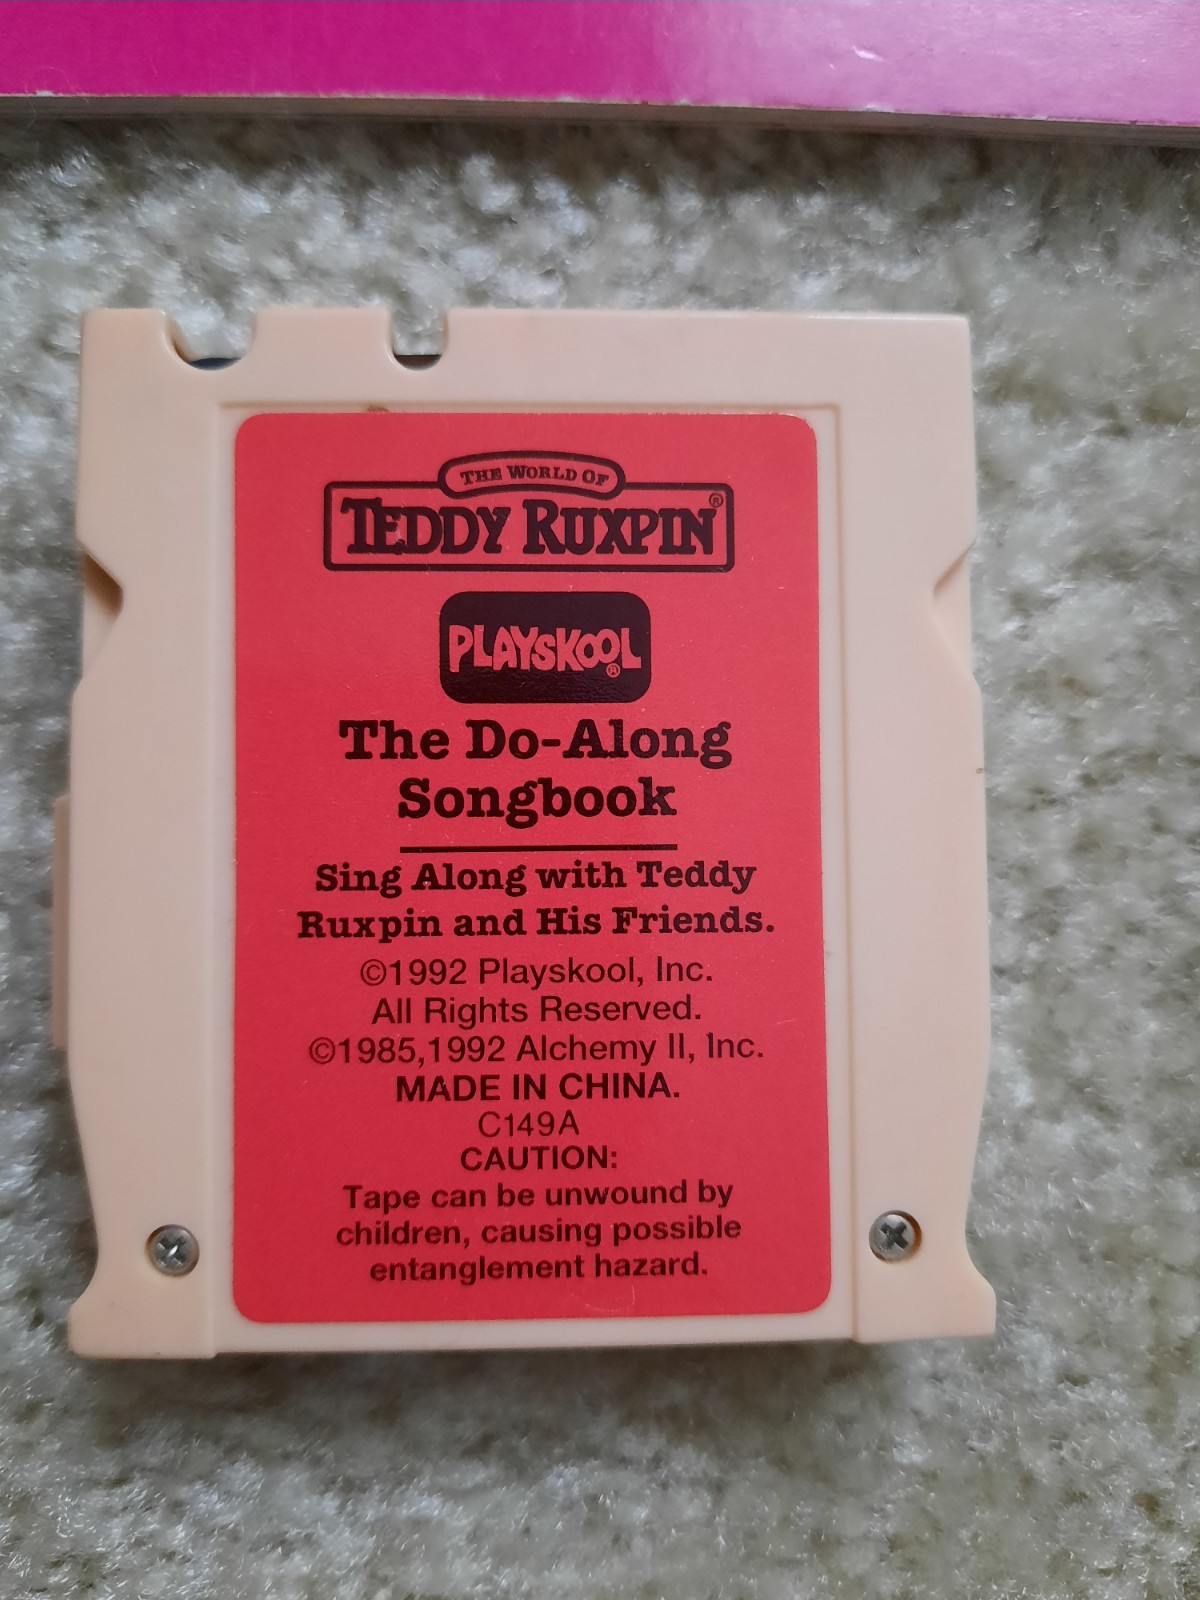 THE WORLD OF
TEDDY RUXPIN®
PLAYSKOOL®
The Do-Along
Songbook
Sing Along with Teddy
Ruxpin and His Friends.
©1992 Playskool, Inc.
All Rights Reserved.
©1985,1992 Alchemy II, Inc.
MADE IN CHINA.
C149A
CAUTION:
Tape can be unwound by
children, causing possible
entanglement hazard.